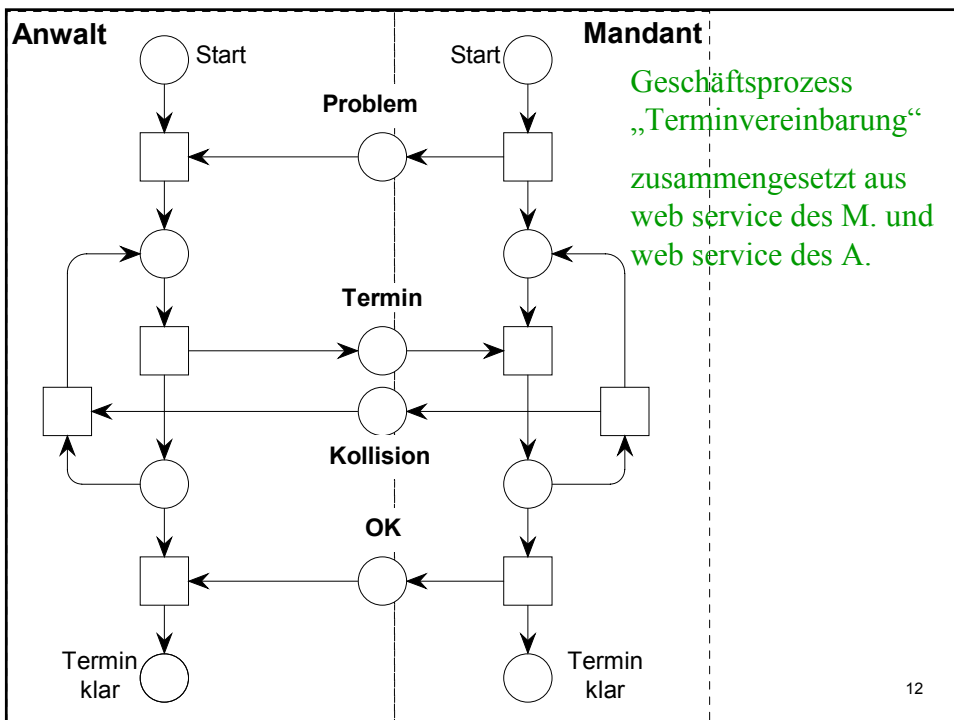 Anwalt
Mandant
Start
Start
Geschäftsprozess
„Terminvereinbarung“
zusammengesetzt aus
web service des M. und
web service des A.
Problem
Termin
Kollision
OK
Termin
klar
Termin
klar
12